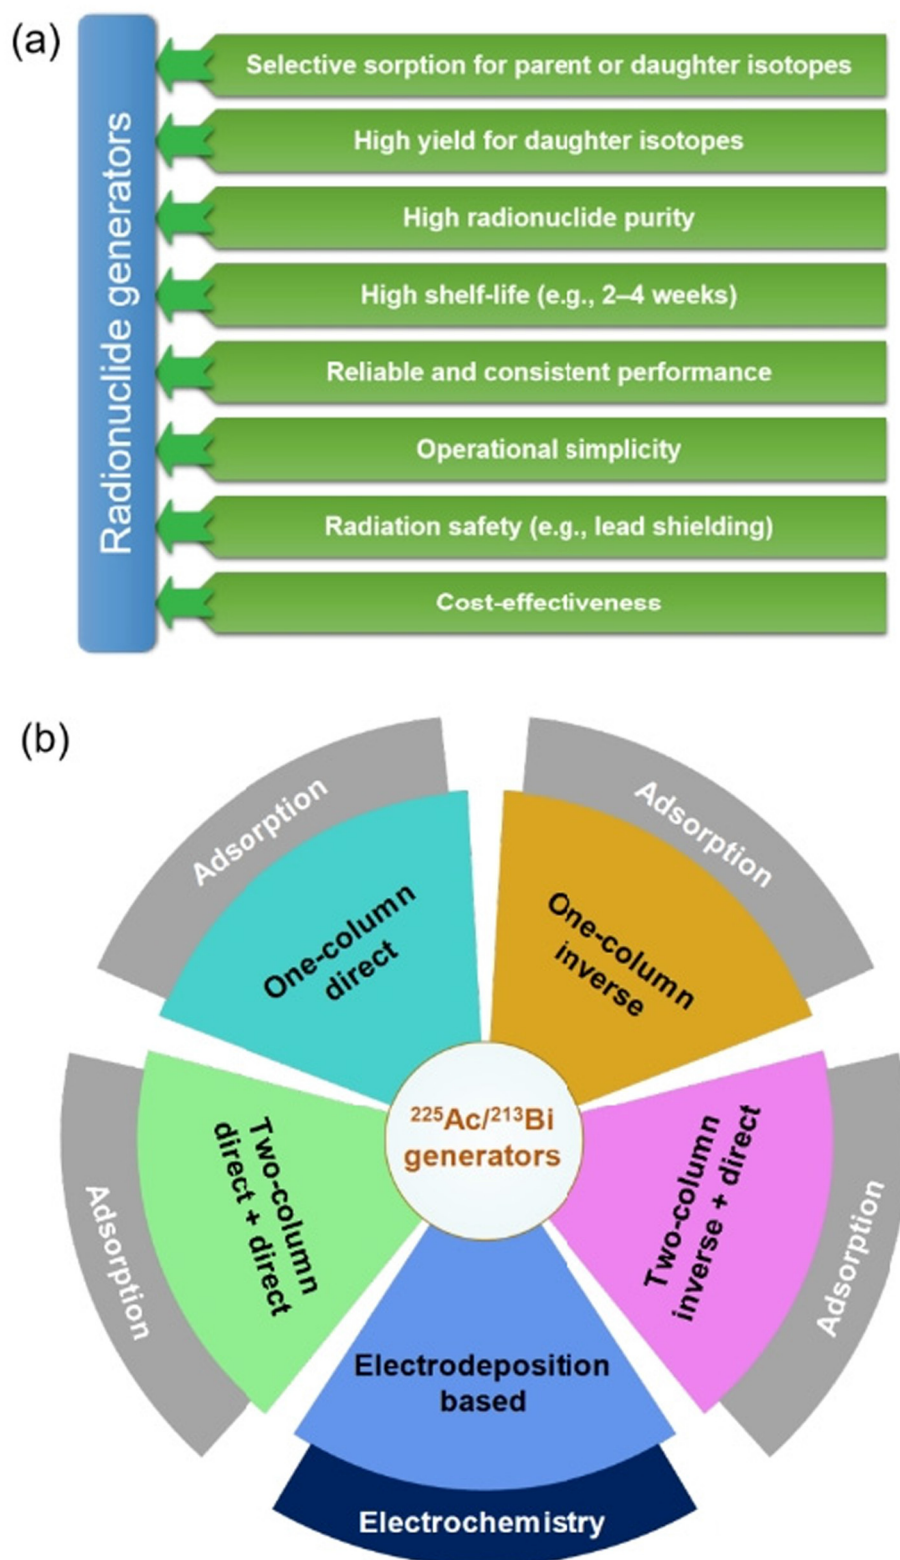 (a)
Radionuclide generators
Selective sorption for parent or daughter isotopes
High yield for daughter isotopes
High radionuclide purity
High shelf-life (e.g., 2–4 weeks)
Reliable and consistent performance
Operational simplicity
Radiation safety (e.g., lead shielding)
Cost-effectiveness
(b)
Adsorption
One-column
direct
Adsorption
One-column
inverse
²²⁵Ac/²¹³Bi
generators
Adsorption
Two-column
direct + direct
Two-column
inverse + direct
Adsorption
Electrodeposition
based
Electrochemistry